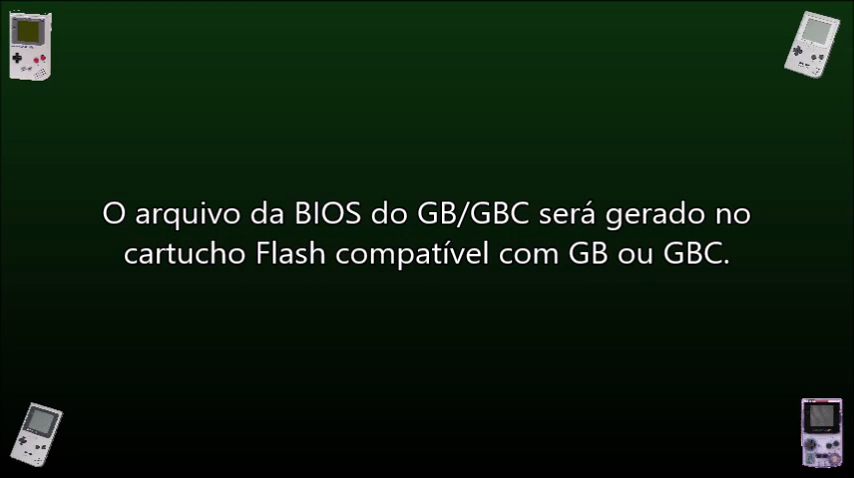 O arquivo da BIOS do GB/GBC será gerado no
cartucho Flash compatível com GB ou GBC.